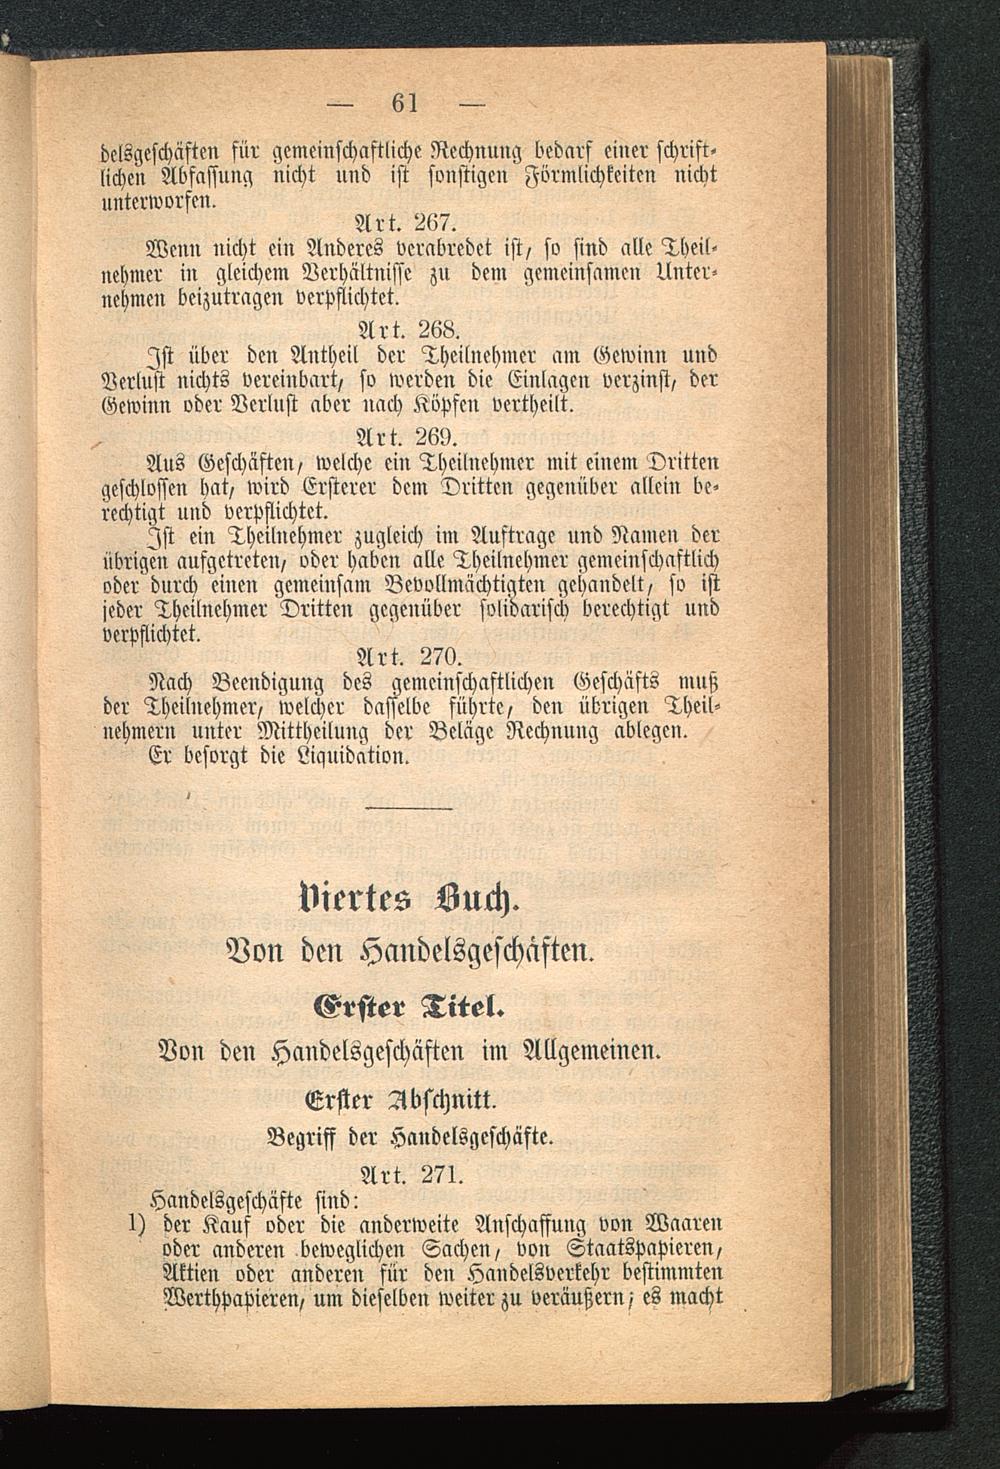 — 61 —
delsgeschäften für gemeinschaftliche Rechnung bedarf einer schrift-
lichen Abfassung nicht und ist sonstigen Förmlichkeiten nicht
unterworfen.
Art. 267.
Wenn nicht ein Anderes verabredet ist, so sind alle Theil-
nehmer in gleichem Verhältnisse zu dem gemeinsamen Unter-
nehmen beizutragen verpflichtet.
Art. 268.
Ist über den Antheil der Theilnehmer am Gewinn und
Verlust nichts vereinbart, so werden die Einlagen verzinst, der
Gewinn oder Verlust aber nach Köpfen vertheilt.
Art. 269.
Aus Geschäften, welche ein Theilnehmer mit einem Dritten
geschlossen hat, wird Ersterer dem Dritten gegenüber allein be-
rechtigt und verpflichtet.
Ist ein Theilnehmer zugleich im Auftrage und Namen der
übrigen aufgetreten, oder haben alle Theilnehmer gemeinschaftlich
oder durch einen gemeinsam Bevollmächtigten gehandelt, so ist
jeder Theilnehmer Dritten gegenüber solidarisch berechtigt und
verpflichtet.
Art. 270.
Nach Beendigung des gemeinschaftlichen Geschäfts muß
der Theilnehmer, welcher dasselbe führte, den übrigen Theil-
nehmern unter Mittheilung der Beläge Rechnung ablegen.
Er besorgt die Liquidation.
Viertes Buch.
Von den Handelsgeschäften.
Erster Titel.
Von den Handelsgeschäften im Allgemeinen.
Erster Abschnitt.
Begriff der Handelsgeschäfte.
Art. 271.
Handelsgeschäfte sind:
1) der Kauf oder die anderweite Anschaffung von Waaren
oder anderen beweglichen Sachen, von Staatspapieren,
Aktien oder anderen für den Handelsverkehr bestimmten
Werthpapieren, um dieselben weiter zu veräußern; es macht